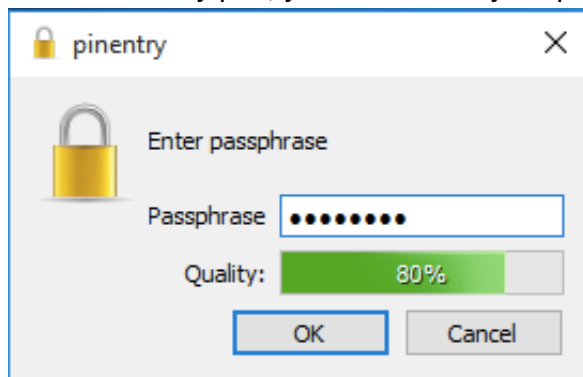 pinentry
Enter passphrase
Passphrase ●●●●●●●●
Quality: 80%
OK Cancel